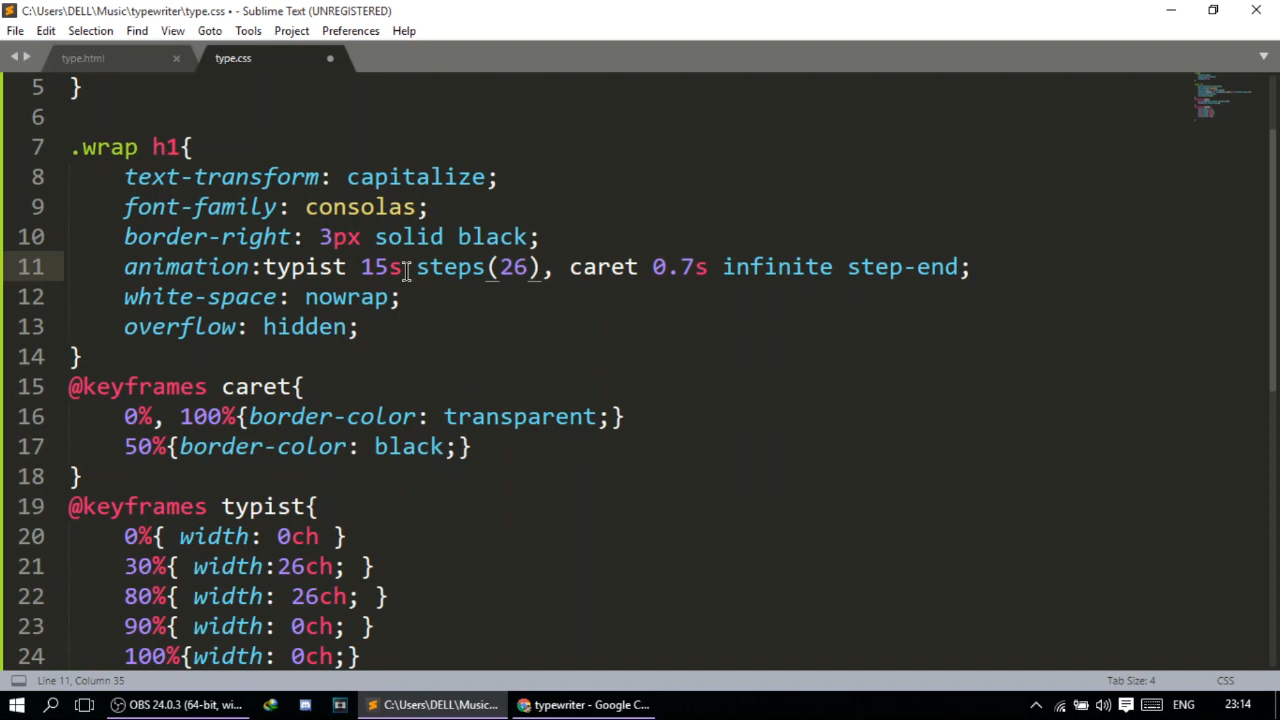 C:\Users\DELL\Music\typewriter\type.css • - Sublime Text (UNREGISTERED)
File Edit Selection Find View Goto Tools Project Preferences Help
type.html type.css
5 }
6
7 .wrap h1{
8 text-transform: capitalize;
9 font-family: consolas;
10 border-right: 3px solid black;
11 animation:typist 15s steps(26), caret 0.7s infinite step-end;
12 white-space: nowrap;
13 overflow: hidden;
14 }
15 @keyframes caret{
16 0%, 100%{border-color: transparent;}
17 50%{border-color: black;}
18 }
19 @keyframes typist{
20 0%{ width: 0ch }
21 30%{ width:26ch; }
22 80%{ width: 26ch; }
23 90%{ width: 0ch; }
24 100%{width: 0ch;}
Line 11, Column 35 Tab Size: 4 CSS
OBS 24.0.3 (64-bit, wi... C:\Users\DELL\Music... typewriter - Google C... ENG 23:14